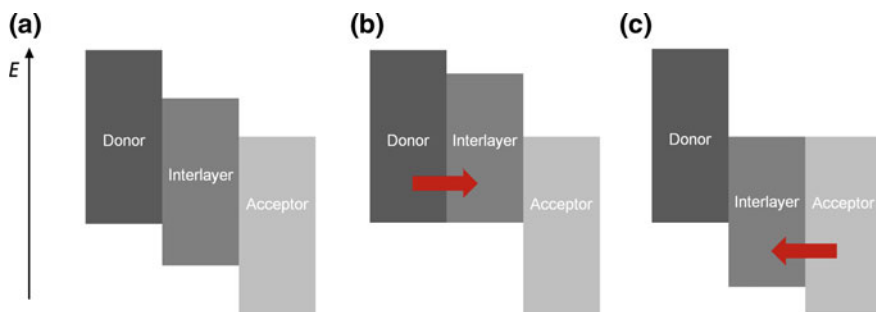 (a)
E
Donor
Interlayer
Acceptor
(b)
Donor
Interlayer
Acceptor
(c)
Donor
Interlayer
Acceptor